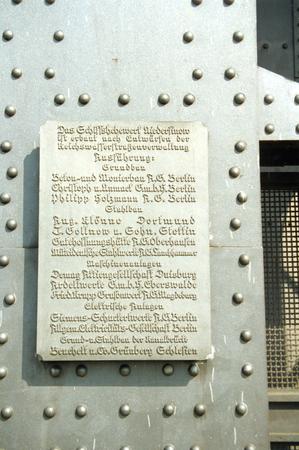 Das Schiffshebewerk Niederfinow
ist erbaut nach Entwürfen der
Reichswasserstraßenverwaltung
Ausführung:
Grundbau
Beton-und Monierbau A.G. Berlin
Christoph u. Unmack G.m.b.H. Berlin
Philipp Holzmann A.G. Berlin
Stahlbau
Aug. Klönne Dortmund
J. Gollnow u. Sohn, Stettin
Gutehoffnungshütte A.G. Oberhausen
Mitteldeutsche Stahlwerke A.G. Lauchhammer
Maschinenanlagen
Demag Aktiengesellschaft Duisburg
Ardeltwerke G.m.b.H. Eberswalde
Fried. Krupp Grusonwerk A.G. Magdeburg
Elektrische Anlagen
Siemens-Schuckertwerke A.G. Berlin
Allgem. Elektricitäts-Gesellschaft Berlin
Grund-u. Stahlbau der Kanalbrück
Beuchelt u. Co. Grünberg Schlesien